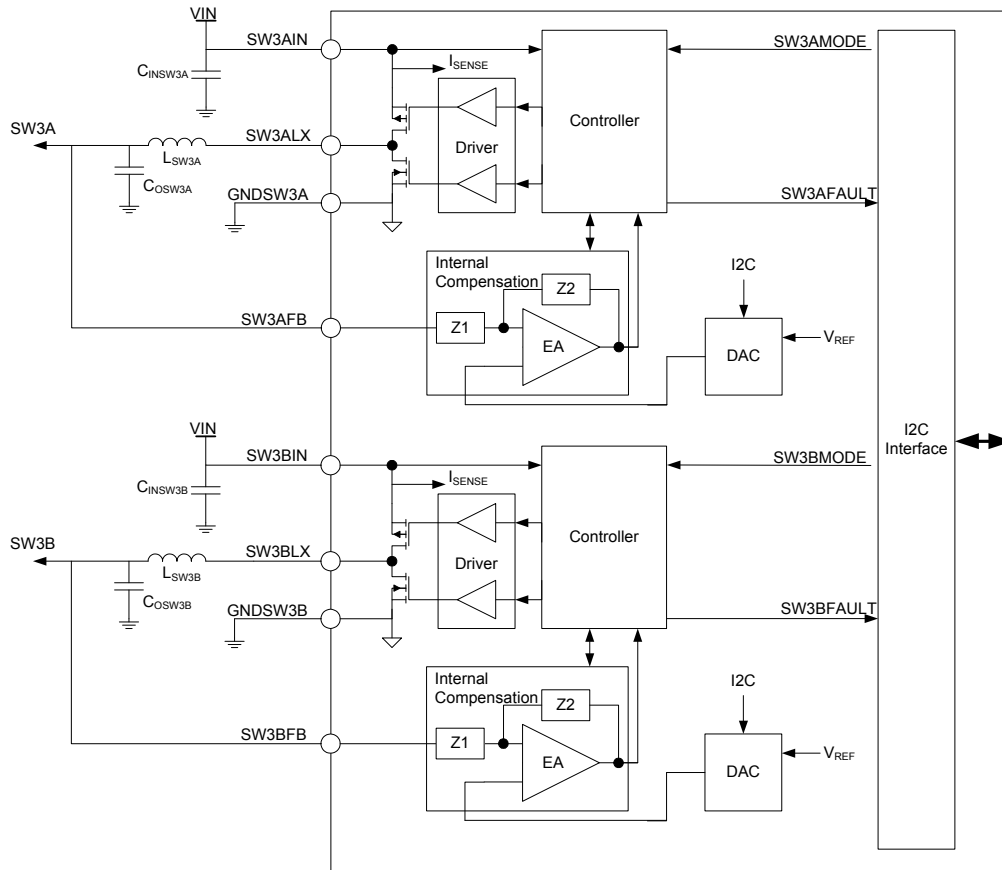 VIN
SW3AIN
SW3AMODE
CINSW3A
ISENSE
Controller
SW3A
SW3ALX
Driver
LSW3A
COSW3A
GNDSW3A
SW3AFAULT
Internal
Compensation
Z2
I2C
SW3AFB
Z1
EA
VREF
DAC
VIN
I2C
Interface
SW3BIN
SW3BMODE
CINSW3B
ISENSE
Controller
SW3B
SW3BLX
Driver
LSW3B
COSW3B
GNDSW3B
SW3BFAULT
Internal
Compensation
Z2
I2C
SW3BFB
Z1
EA
VREF
DAC